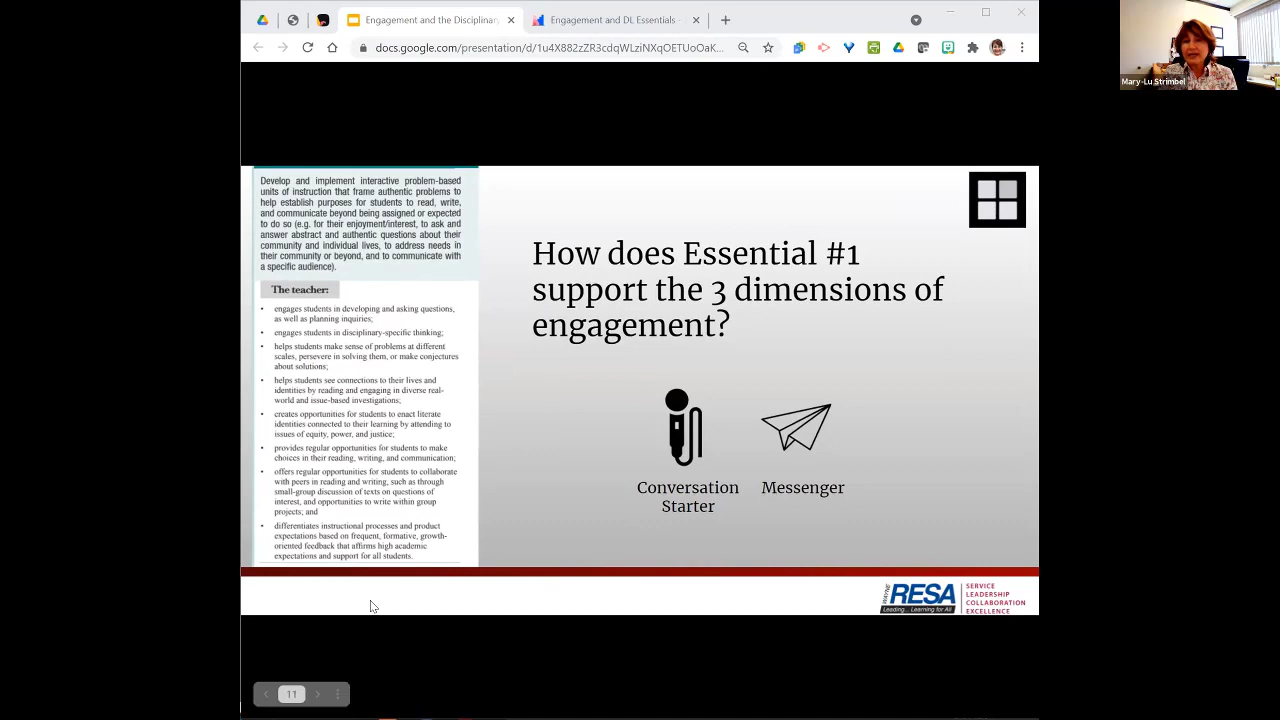 Engagement and the Disciplinar
Engagement and DL Essentials -
docs.google.com/presentation/d/1u4X882zZR3cdqWLziNXqOETUoOaK...
Mary-Lu Strimbel
Develop and implement interactive problem-based
units of instruction that frame authentic problems to
help establish purposes for students to read, write,
and communicate beyond being assigned or expected
to do so (e.g. for their enjoyment/interest, to ask and
answer abstract and authentic questions about their
community and individual lives, to address needs in
their community or beyond, and to communicate with
a specific audience).
The teacher:
• engages students in developing and asking questions,
as well as planning inquiries;
• engages students in disciplinary-specific thinking;
• helps students make sense of problems at different
scales, persevere in solving them, or make conjectures
about solutions;
• helps students see connections to their lives and
identities by reading and engaging in diverse real-
world and issue-based investigations;
• creates opportunities for students to enact literate
identities connected to their learning by attending to
issues of equity, power, and justice;
• provides regular opportunities for students to make
choices in their reading, writing, and communication;
• offers regular opportunities for students to collaborate
with peers in reading and writing, such as through
small-group discussion of texts on questions of
interest, and opportunities to write within group
projects; and
• differentiates instructional processes and product
expectations based on frequent, formative, growth-
oriented feedback that affirms high academic
expectations and support for all students.
How does Essential #1
support the 3 dimensions of
engagement?
Conversation
Starter
Messenger
WAYNE
RESA
Leading... Learning for All
SERVICE
LEADERSHIP
COLLABORATION
EXCELLENCE
11